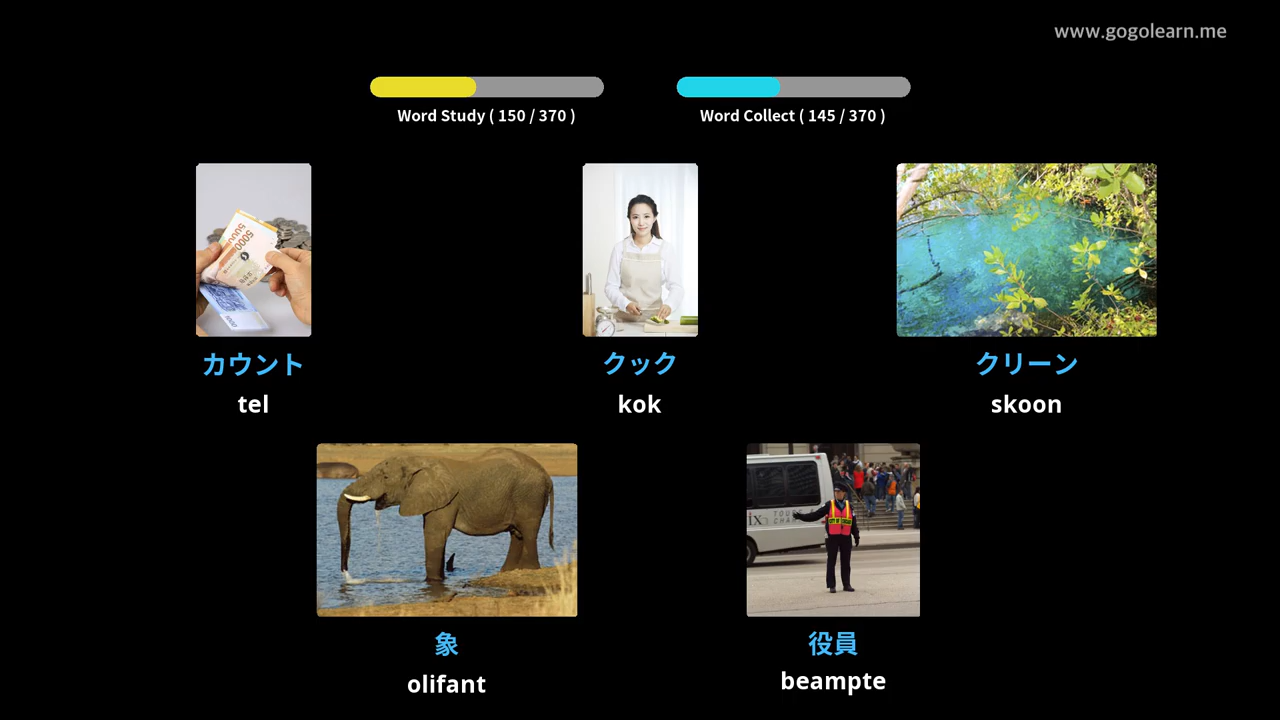 www.gogolearn.me
Word Study ( 150 / 370 )
Word Collect ( 145 / 370 )
カウント
tel
クック
kok
クリーン
skoon
象
olifant
役員
beampte